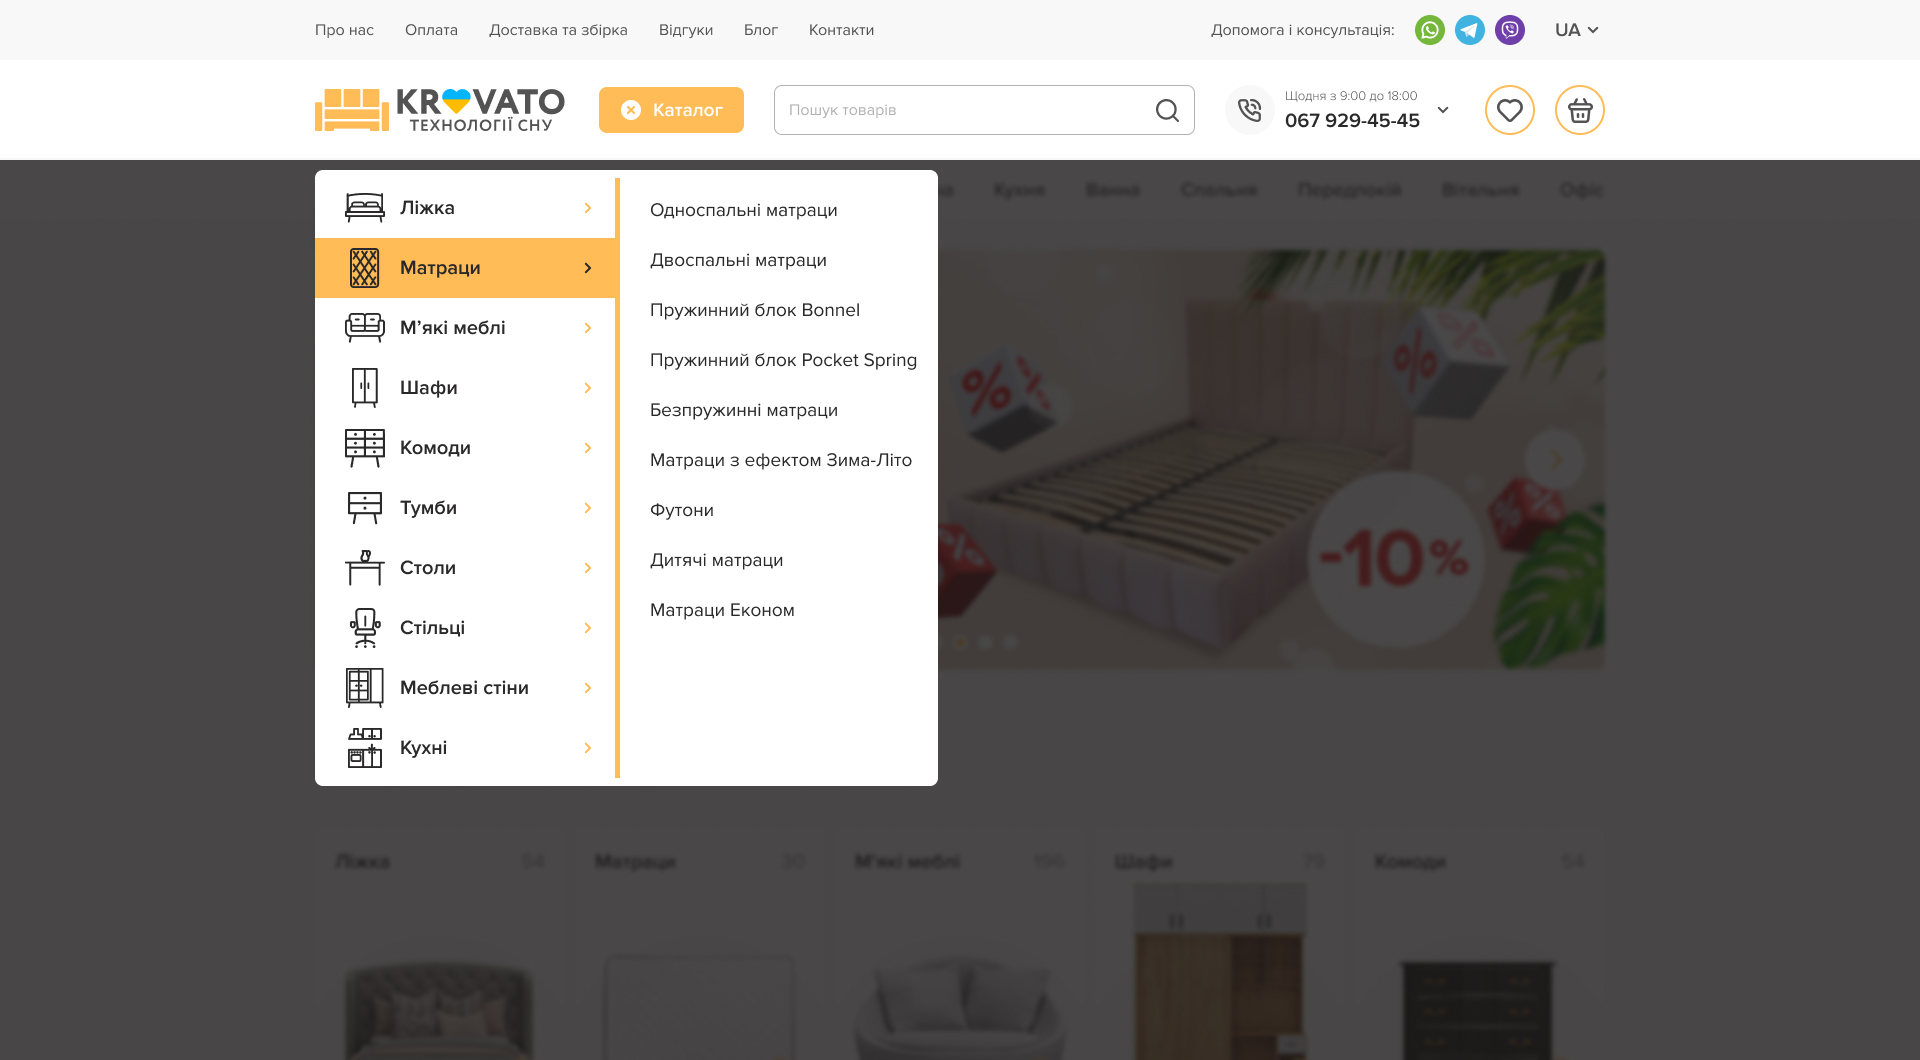 Про нас Оплата Доставка та збірка Відгуки Блог Контакти Допомога і консультація: UA
KROVATO
ТЕХНОЛОГІЇ СНУ
Каталог
Пошук товарів
Щодня з 9:00 до 18:00
067 929-45-45
Кухня Ванна Спальня Передпокій Вітальня Офіс
Ліжка
Матраци
М’які меблі
Шафи
Комоди
Тумби
Столи
Стільці
Меблеві стіни
Кухні
Односпальні матраци
Двоспальні матраци
Пружинний блок Bonnel
Пружинний блок Pocket Spring
Безпружинні матраци
Матраци з ефектом Зима-Літо
Футони
Дитячі матраци
Матраци Економ
%
%
%
-10%
Ліжка 54
Матраци 30
М’які меблі 196
Шафи 79
Комоди 54